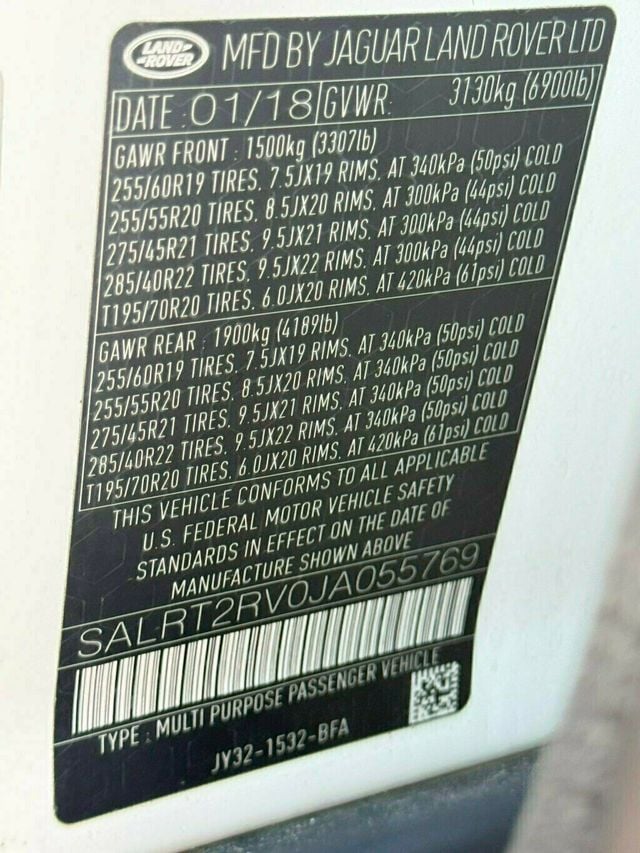 LAND-
-ROVER
MFD BY JAGUAR LAND ROVER LTD
DATE : 01/18 GVWR: 3130kg (6900lb)
GAWR FRONT : 1500kg (3307lb)
255/60R19 TIRES, 7.5JX19 RIMS, AT 340kPa (50psi) COLD
255/55R20 TIRES, 8.5JX20 RIMS, AT 300kPa (44psi) COLD
275/45R21 TIRES, 9.5JX21 RIMS, AT 300kPa (44psi) COLD
285/40R22 TIRES, 9.5JX22 RIMS, AT 300kPa (44psi) COLD
T195/70R20 TIRES, 6.0JX20 RIMS, AT 420kPa (61psi) COLD
GAWR REAR : 1900kg (4189lb)
255/60R19 TIRES, 7.5JX19 RIMS, AT 340kPa (50psi) COLD
255/55R20 TIRES, 8.5JX20 RIMS, AT 340kPa (50psi) COLD
275/45R21 TIRES, 9.5JX21 RIMS, AT 340kPa (50psi) COLD
285/40R22 TIRES, 9.5JX22 RIMS, AT 340kPa (50psi) COLD
T195/70R20 TIRES, 6.0JX20 RIMS, AT 420kPa (61psi) COLD
THIS VEHICLE CONFORMS TO ALL APPLICABLE
U.S. FEDERAL MOTOR VEHICLE SAFETY
STANDARDS IN EFFECT ON THE DATE OF
MANUFACTURE SHOWN ABOVE
SALRT2RV0JA055769
TYPE : MULTI PURPOSE PASSENGER VEHICLE
JY32-1532-BFA